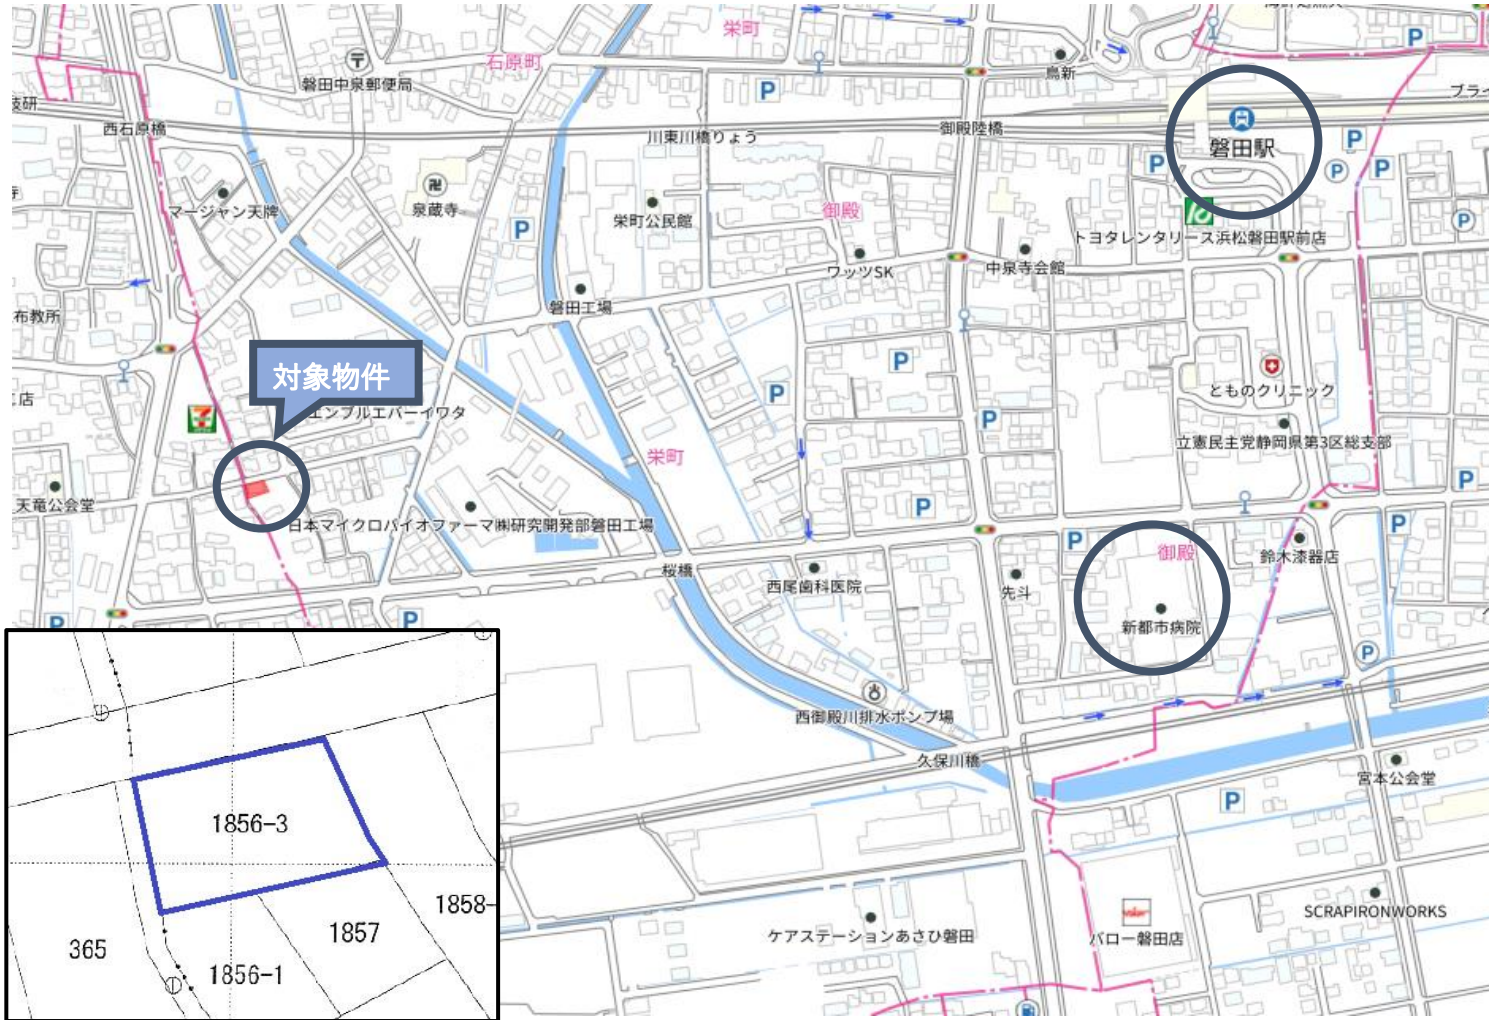 栄町
石原町
P
鳥新
磐田中泉郵便局
P
技研
西石原橋
川東川橋りょう
御殿陸橋
磐田駅
P
P
P
P
マージャン天牌
卍
泉蔵寺
P
栄町公民館
御殿
P
トヨタレンタリース浜松磐田駅前店
ワッツSK
中泉寺会館
磐田工場
布教所
対象物件
P
P
とものクリニック
店
7
エンブルエバーイワタ
P
栄町
立憲民主党静岡県第3区総支部
P
天竜公会堂
日本マイクロバイオファーマ㈱研究開発部磐田工場
P
P
P
御殿
鈴木漆器店
桜橋
西尾歯科医院
先斗
新都市病院
P
P
P
西御殿川排水ポンプ場
久保川橋
宮本公会堂
P
1856-3
365
1856-1
1857
1858-
ケアステーションあさひ磐田
バロー磐田店
SCRAPIRONWORKS